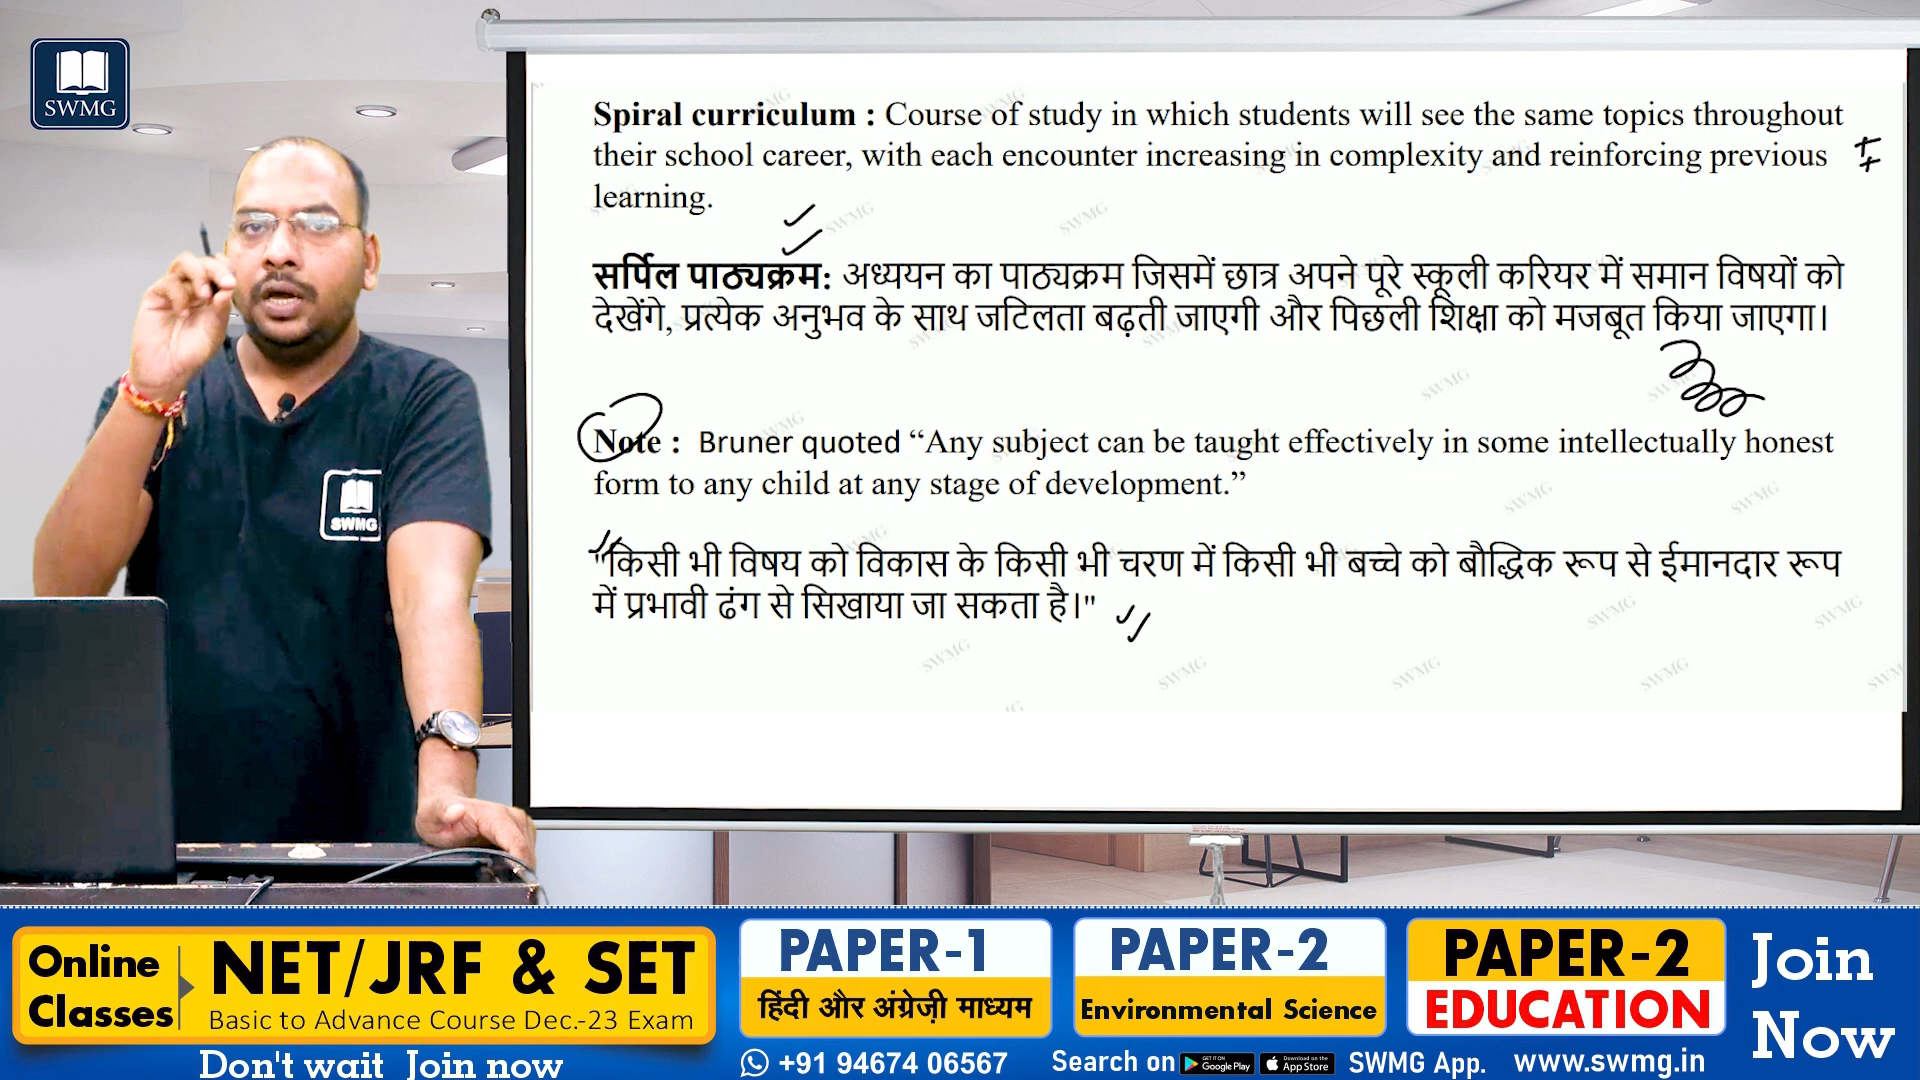 SWMG
Spiral curriculum : Course of study in which students will see the same topics throughout
their school career, with each encounter increasing in complexity and reinforcing previous
learning.
सर्पिल पाठ्यक्रम: अध्ययन का पाठ्यक्रम जिसमें छात्र अपने पूरे स्कूली करियर में समान विषयों को
देखेंगे, प्रत्येक अनुभव के साथ जटिलता बढ़ती जाएगी और पिछली शिक्षा को मजबूत किया जाएगा।
Note : Bruner quoted “Any subject can be taught effectively in some intellectually honest
form to any child at any stage of development.”
"किसी भी विषय को विकास के किसी भी चरण में किसी भी बच्चे को बौद्धिक रूप से ईमानदार रूप
में प्रभावी ढंग से सिखाया जा सकता है।"
SWMG
Online
Classes
NET/JRF & SET
Basic to Advance Course Dec.-23 Exam
Don't wait Join now
PAPER-1
हिंदी और अंग्रेज़ी माध्यम
PAPER-2
Environmental Science
PAPER-2
EDUCATION
Join
Now
+91 94674 06567
Search on
GET IT ON
Google Play
Download on the
App Store
SWMG App.
www.swmg.in